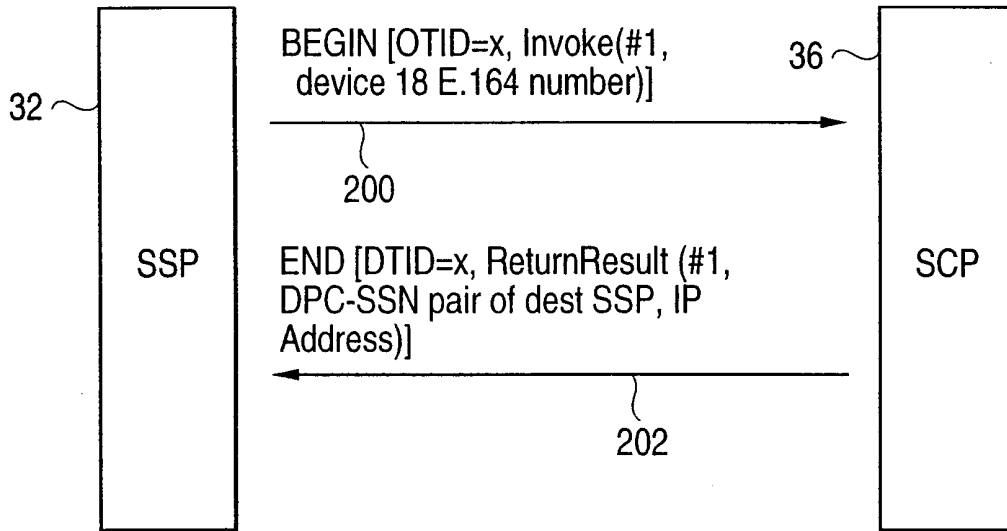 BEGIN [OTID=x, Invoke(#1,
device 18 E.164 number)]
36
32
200
SSP
SCP
END [DTID=x, ReturnResult (#1,
DPC-SSN pair of dest SSP, IP
Address)]
202